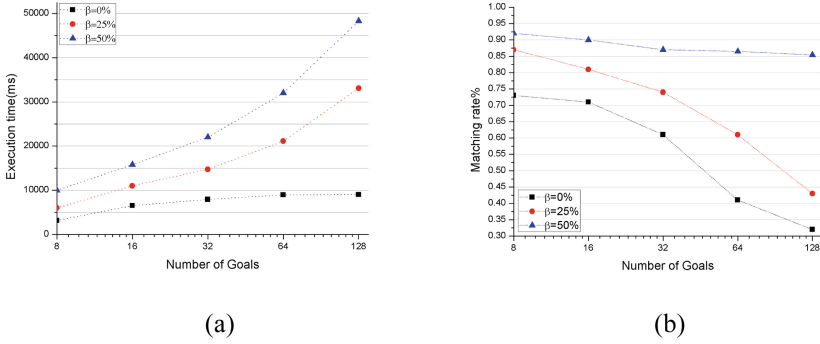 50000
40000
30000
20000
10000
0
Execution time(ms)
β=0%
β=25%
β=50%
8
16
32
64
128
Number of Goals
(a)
1.00
0.95
0.90
0.85
0.80
0.75
0.70
0.65
0.60
0.55
0.50
0.45
0.40
0.35
0.30
Matching rate%
β=0%
β=25%
β=50%
8
16
32
64
128
Number of Goals
(b)